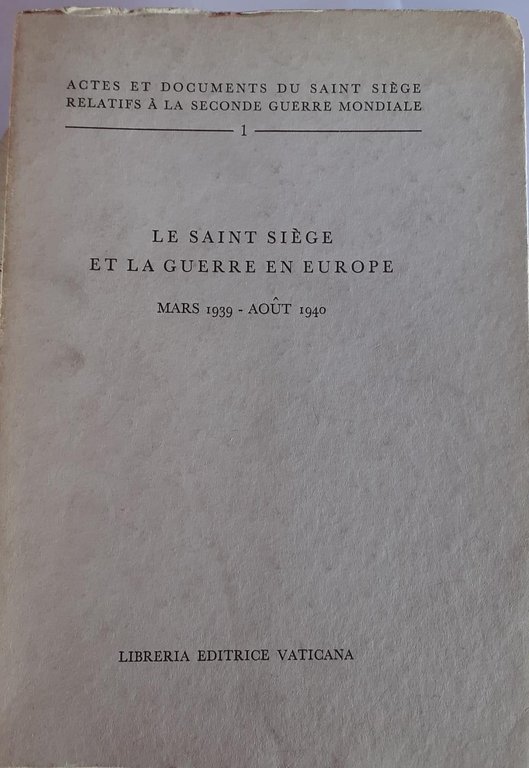 ACTES ET DOCUMENTS DU SAINT SIÈGE
RELATIFS À LA SECONDE GUERRE MONDIALE
1
LE SAINT SIÈGE
ET LA GUERRE EN EUROPE
MARS 1939 - AOÛT 1940
LIBRERIA EDITRICE VATICANA